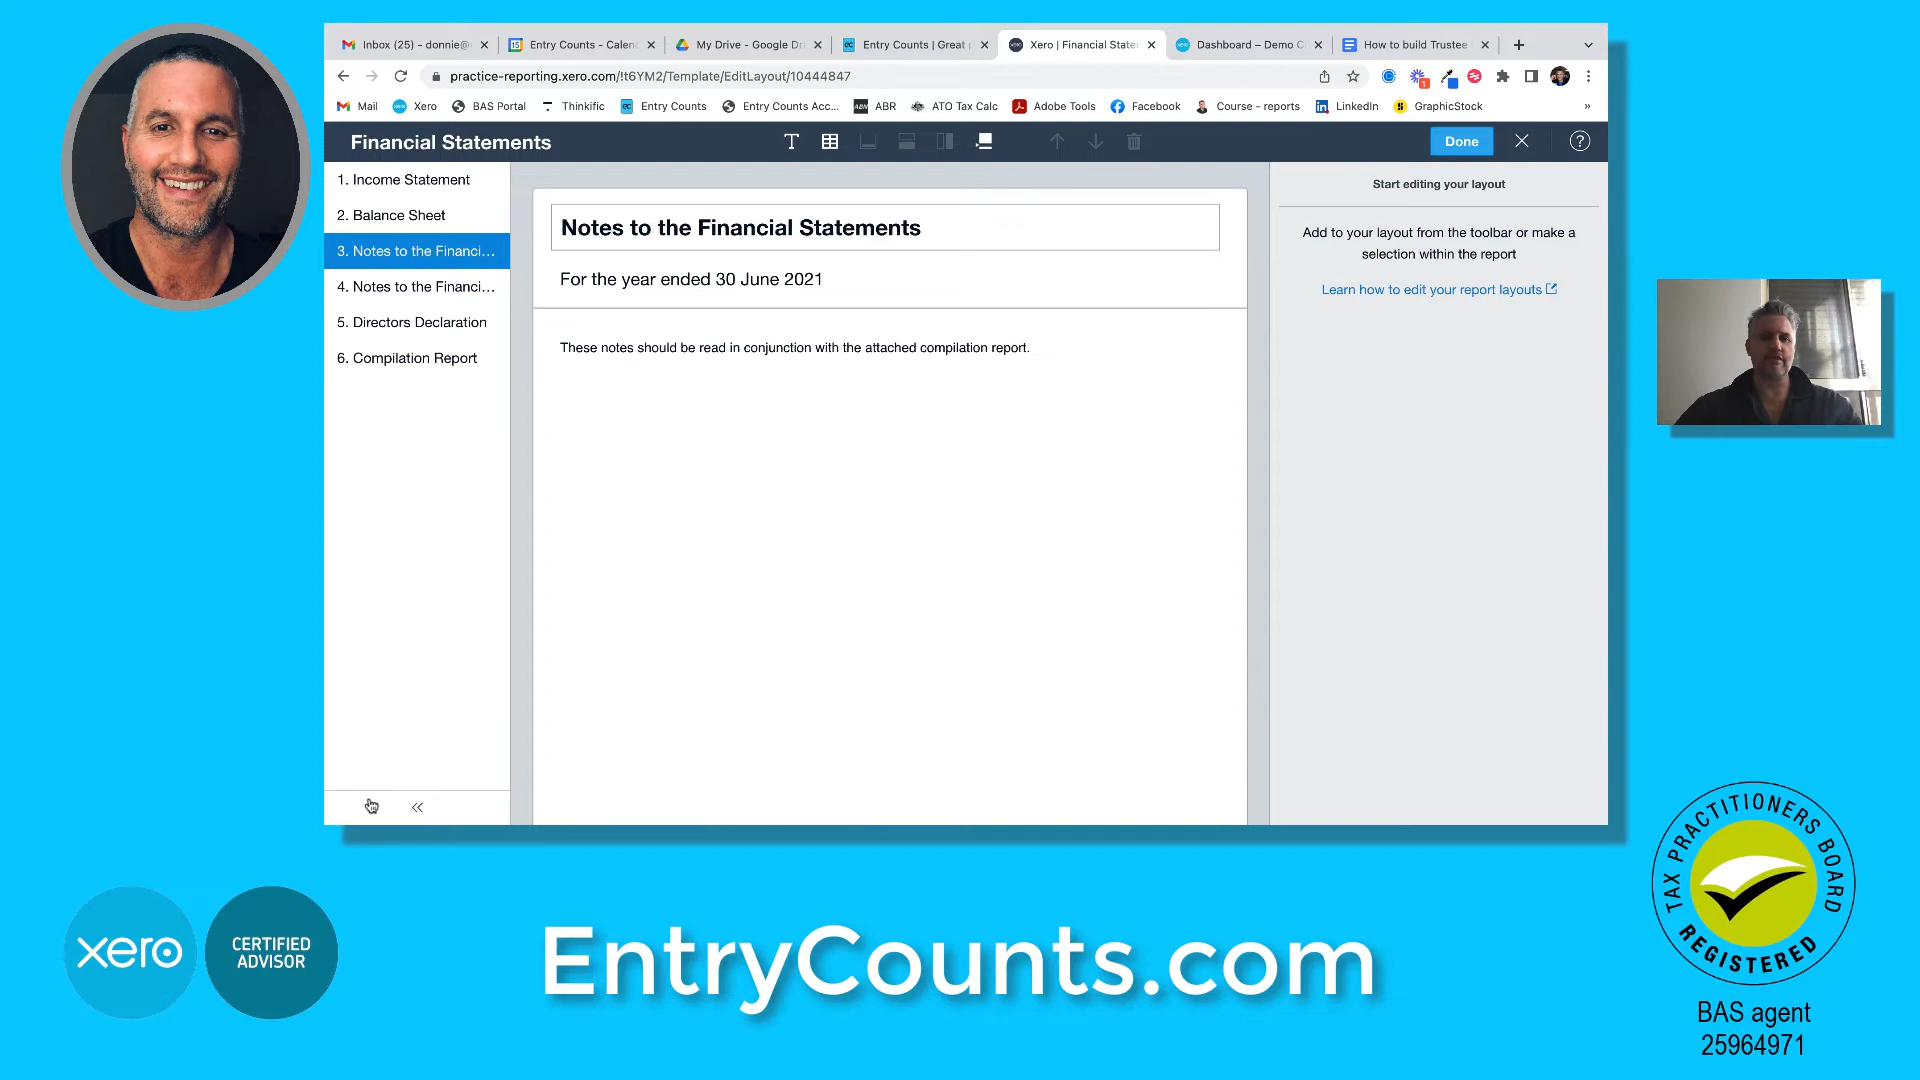 Inbox (25) - donnie@
Entry Counts - Calen
My Drive - Google Dri
Entry Counts | Great p
Xero | Financial State
Dashboard – Demo C
How to build Trustee
practice-reporting.xero.com/!t6YM2/Template/EditLayout/10444847
1
Mail
Xero
BAS Portal
Thinkific
Entry Counts
Entry Counts Acc...
ABR
ATO Tax Calc
Adobe Tools
Facebook
Course - reports
LinkedIn
GraphicStock
»
Financial Statements
Done
1. Income Statement
2. Balance Sheet
3. Notes to the Financi...
4. Notes to the Financi...
5. Directors Declaration
6. Compilation Report
Notes to the Financial Statements
For the year ended 30 June 2021
These notes should be read in conjunction with the attached compilation report.
Start editing your layout
Add to your layout from the toolbar or make a
selection within the report
Learn how to edit your report layouts
xero
CERTIFIED
ADVISOR
EntryCounts.com
TAX PRACTITIONERS BOARD
REGISTERED
BAS agent
25964971